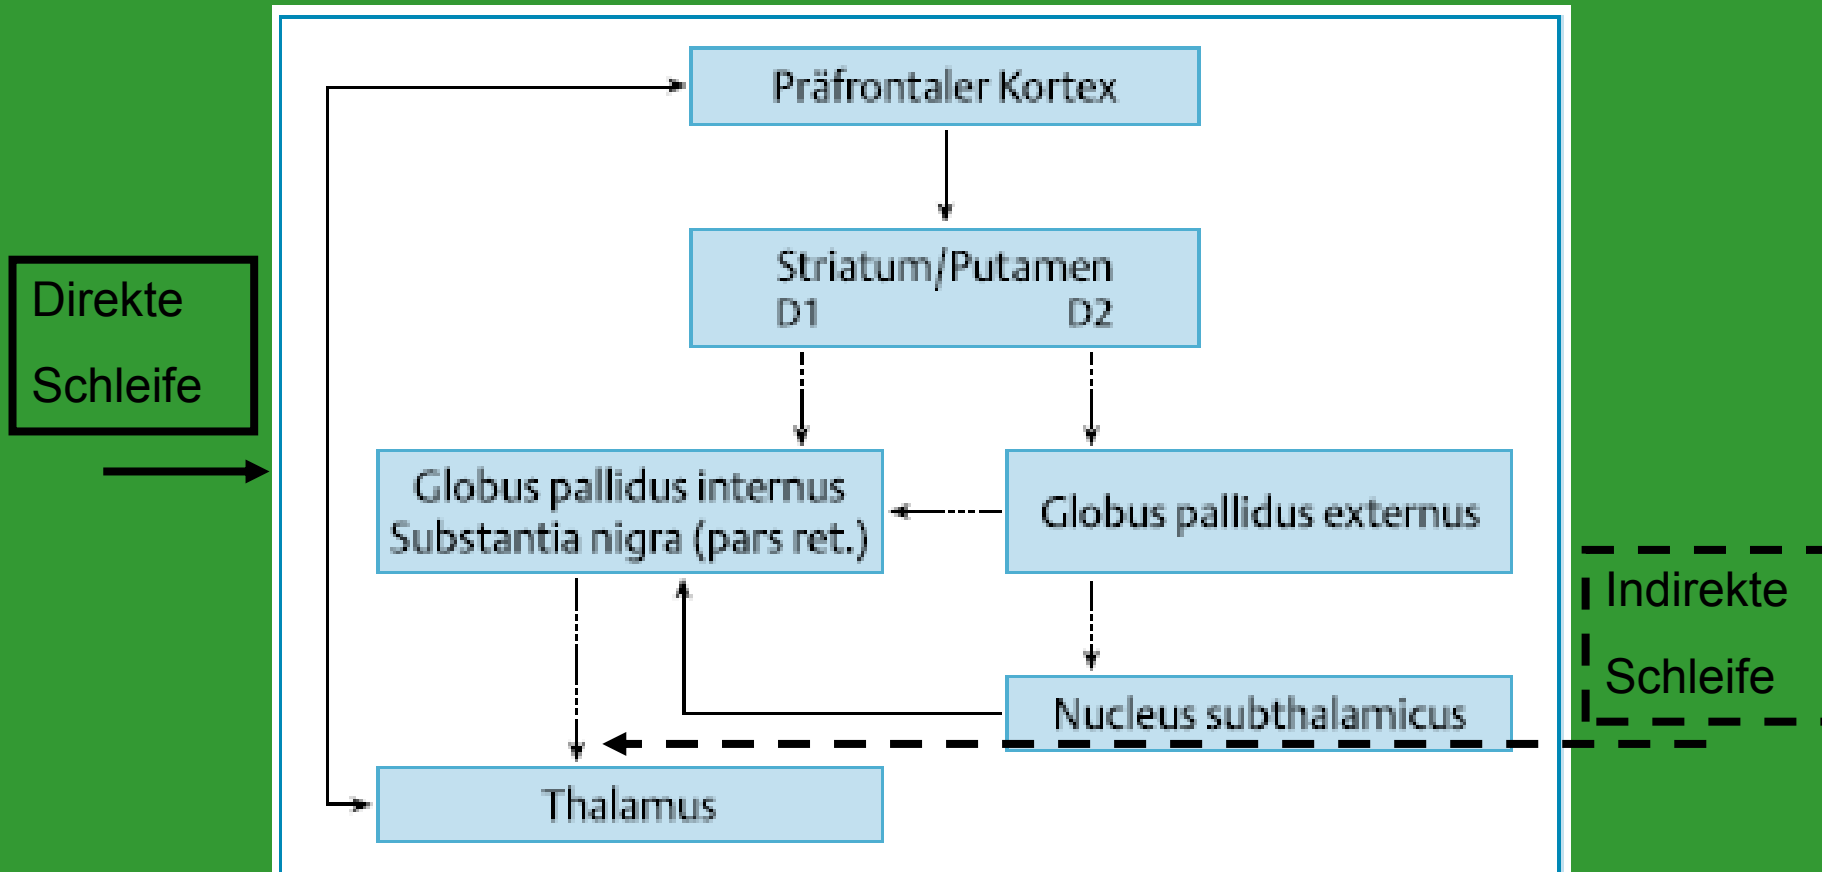 Präfrontaler Kortex
Striatum/Putamen
D1 D2
Direkte
Schleife
Globus pallidus internus
Substantia nigra (pars ret.)
Globus pallidus externus
Indirekte
Schleife
Nucleus subthalamicus
Thalamus